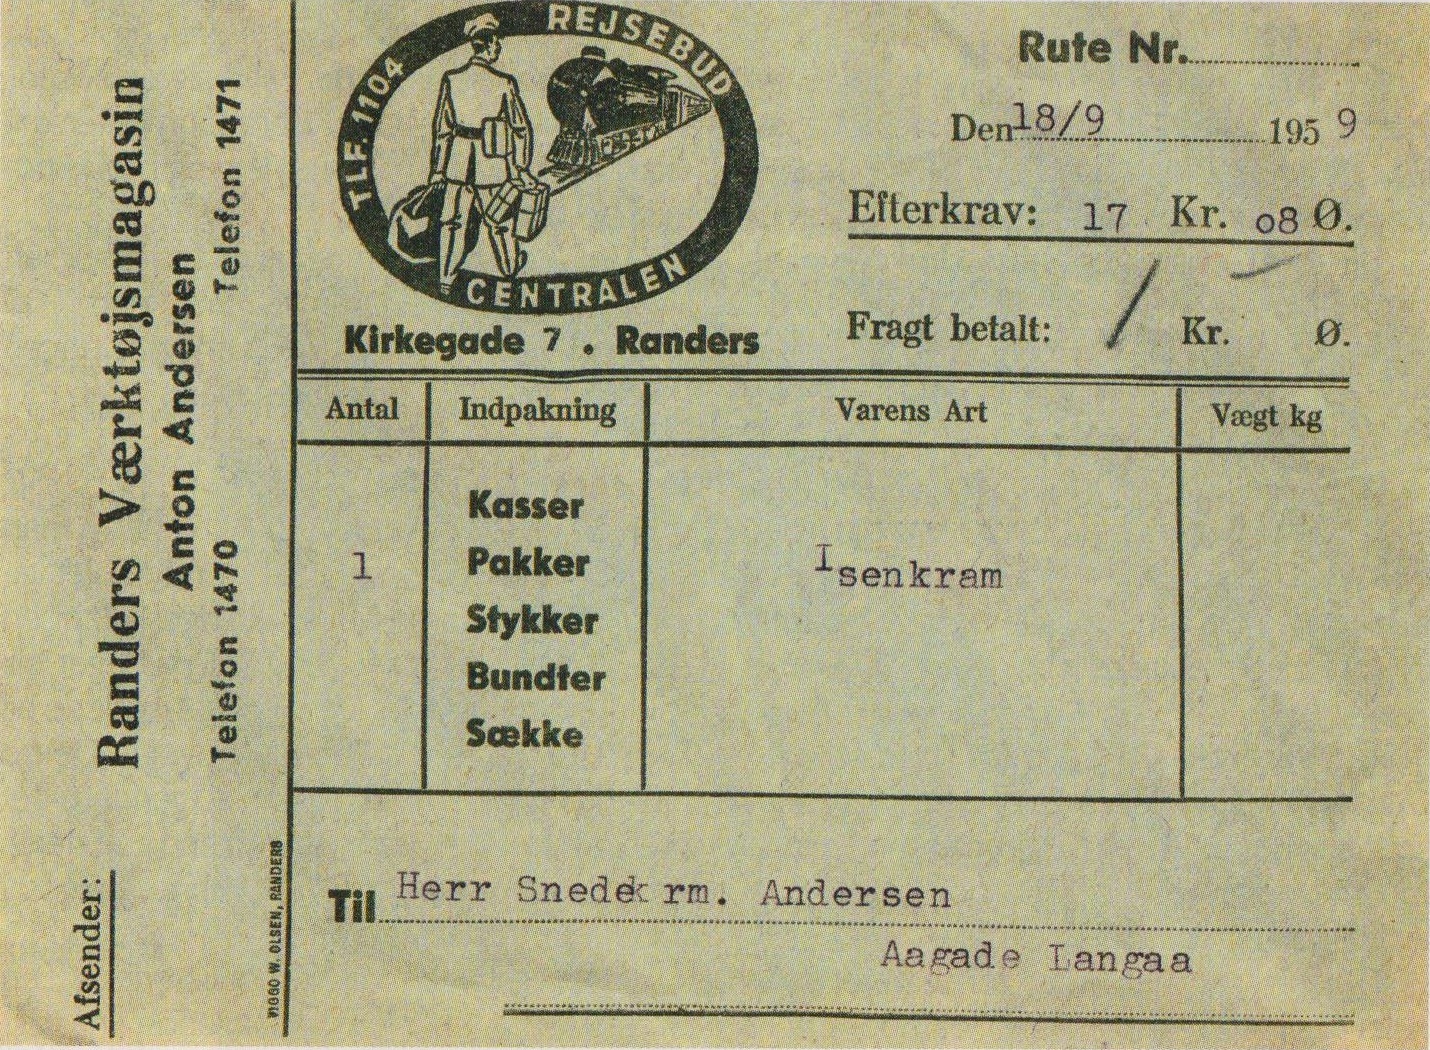 Afsender:
Randers Værktøjsmagasin
Anton Andersen
Telefon 1470 Telefon 1471
VIGGO W. OLSEN, RANDERS
TLF. 1104 REJSEBUD
CENTRALEN
Kirkegade 7 . Randers
Rute Nr.
Den 18/9 1959
Efterkrav: 17 Kr. 08 Ø.
Fragt betalt: / Kr. Ø.
Antal Indpakning Varens Art Vægt kg
Kasser
1 Pakker Isenkram
Stykker
Bundter
Sække
Til Herr Snedkrm. Andersen
Aagade Langaa